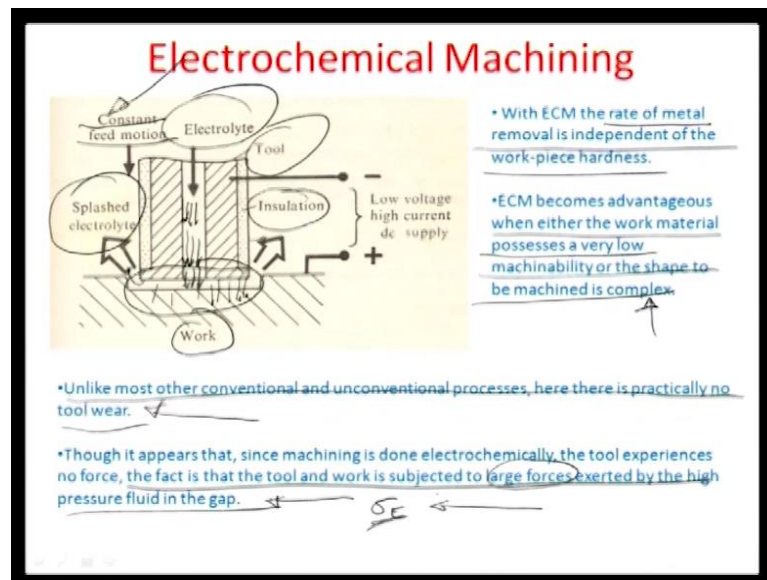 Electrochemical Machining
Constant
feed motion
Electrolyte
Tool
Splashed
electrolyte
Insulation
−
Low voltage
high current
dc supply
+
Work
• With ECM the rate of metal
removal is independent of the
work-piece hardness.
•ECM becomes advantageous
when either the work material
possesses a very low
machinability or the shape to
be machined is complex.
•Unlike most other conventional and unconventional processes, here there is practically no
tool wear.
•Though it appears that, since machining is done electrochemically, the tool experiences
no force, the fact is that the tool and work is subjected to large forces exerted by the high
pressure fluid in the gap.